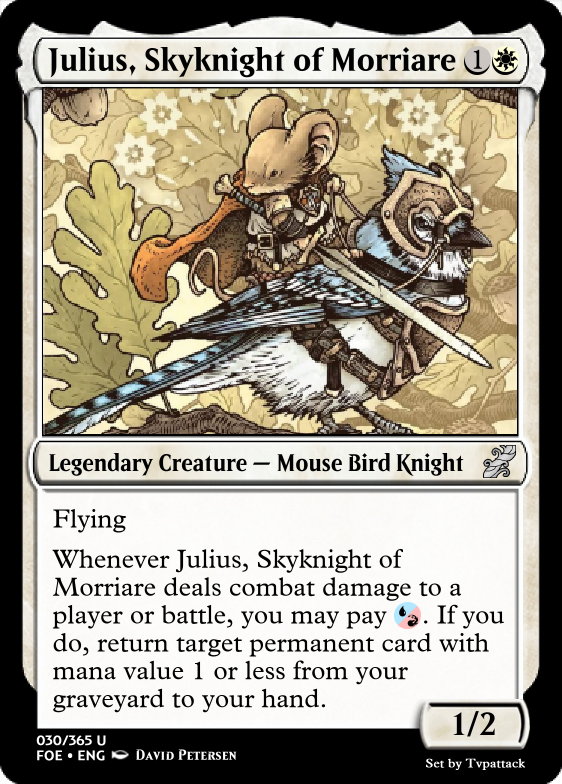 Julius, Skyknight of Morriare 1
Legendary Creature — Mouse Bird Knight
Flying
Whenever Julius, Skyknight of
Morriare deals combat damage to a
player or battle, you may pay . If you
do, return target permanent card with
mana value 1 or less from your
graveyard to your hand.
1/2
030/365 U
FOE • ENG David Petersen
Set by Tvpattack